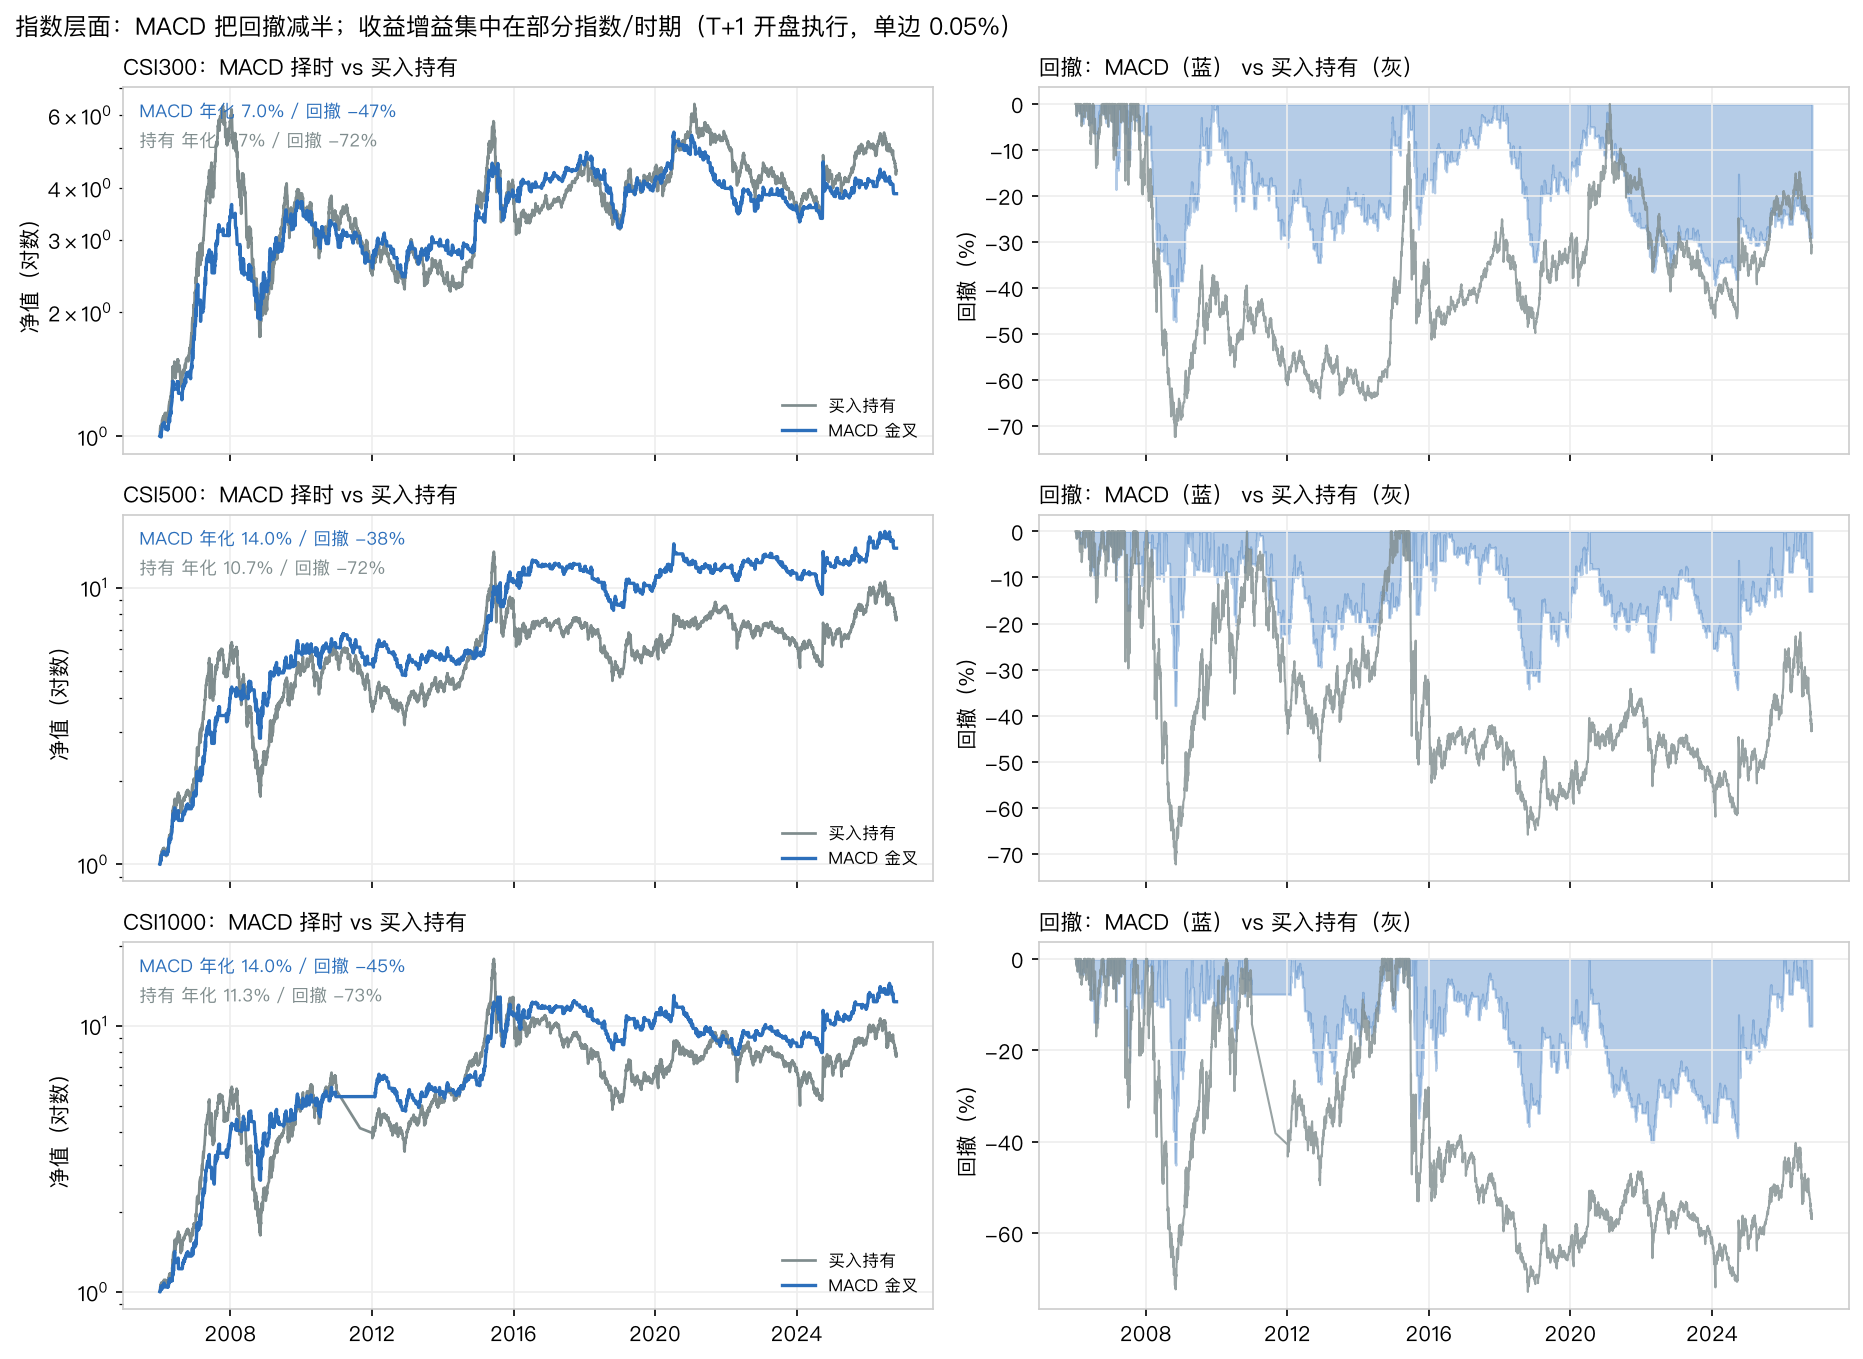 指数层面：MACD 把回撤减半；收益增益集中在部分指数/时期（T+1 开盘执行，单边 0.05%）
CSI300：MACD 择时 vs 买入持有
MACD 年化 7.0% / 回撤 −47%
持有 年化 7% / 回撤 −72%
净值（对数）
6 × 10⁰
4 × 10⁰
3 × 10⁰
2 × 10⁰
10⁰
买入持有
MACD 金叉
回撤：MACD（蓝） vs 买入持有（灰）
回撤（%）
0
−10
−20
−30
−40
−50
−60
−70
2008
2012
2016
2020
2024
CSI500：MACD 择时 vs 买入持有
MACD 年化 14.0% / 回撤 −38%
持有 年化 10.7% / 回撤 −72%
净值（对数）
10¹
10⁰
买入持有
MACD 金叉
回撤：MACD（蓝） vs 买入持有（灰）
回撤（%）
0
−10
−20
−30
−40
−50
−60
−70
CSI1000：MACD 择时 vs 买入持有
MACD 年化 14.0% / 回撤 −45%
持有 年化 11.3% / 回撤 −73%
净值（对数）
10¹
10⁰
买入持有
MACD 金叉
2008
2012
2016
2020
2024
回撤：MACD（蓝） vs 买入持有（灰）
回撤（%）
0
−20
−40
−60